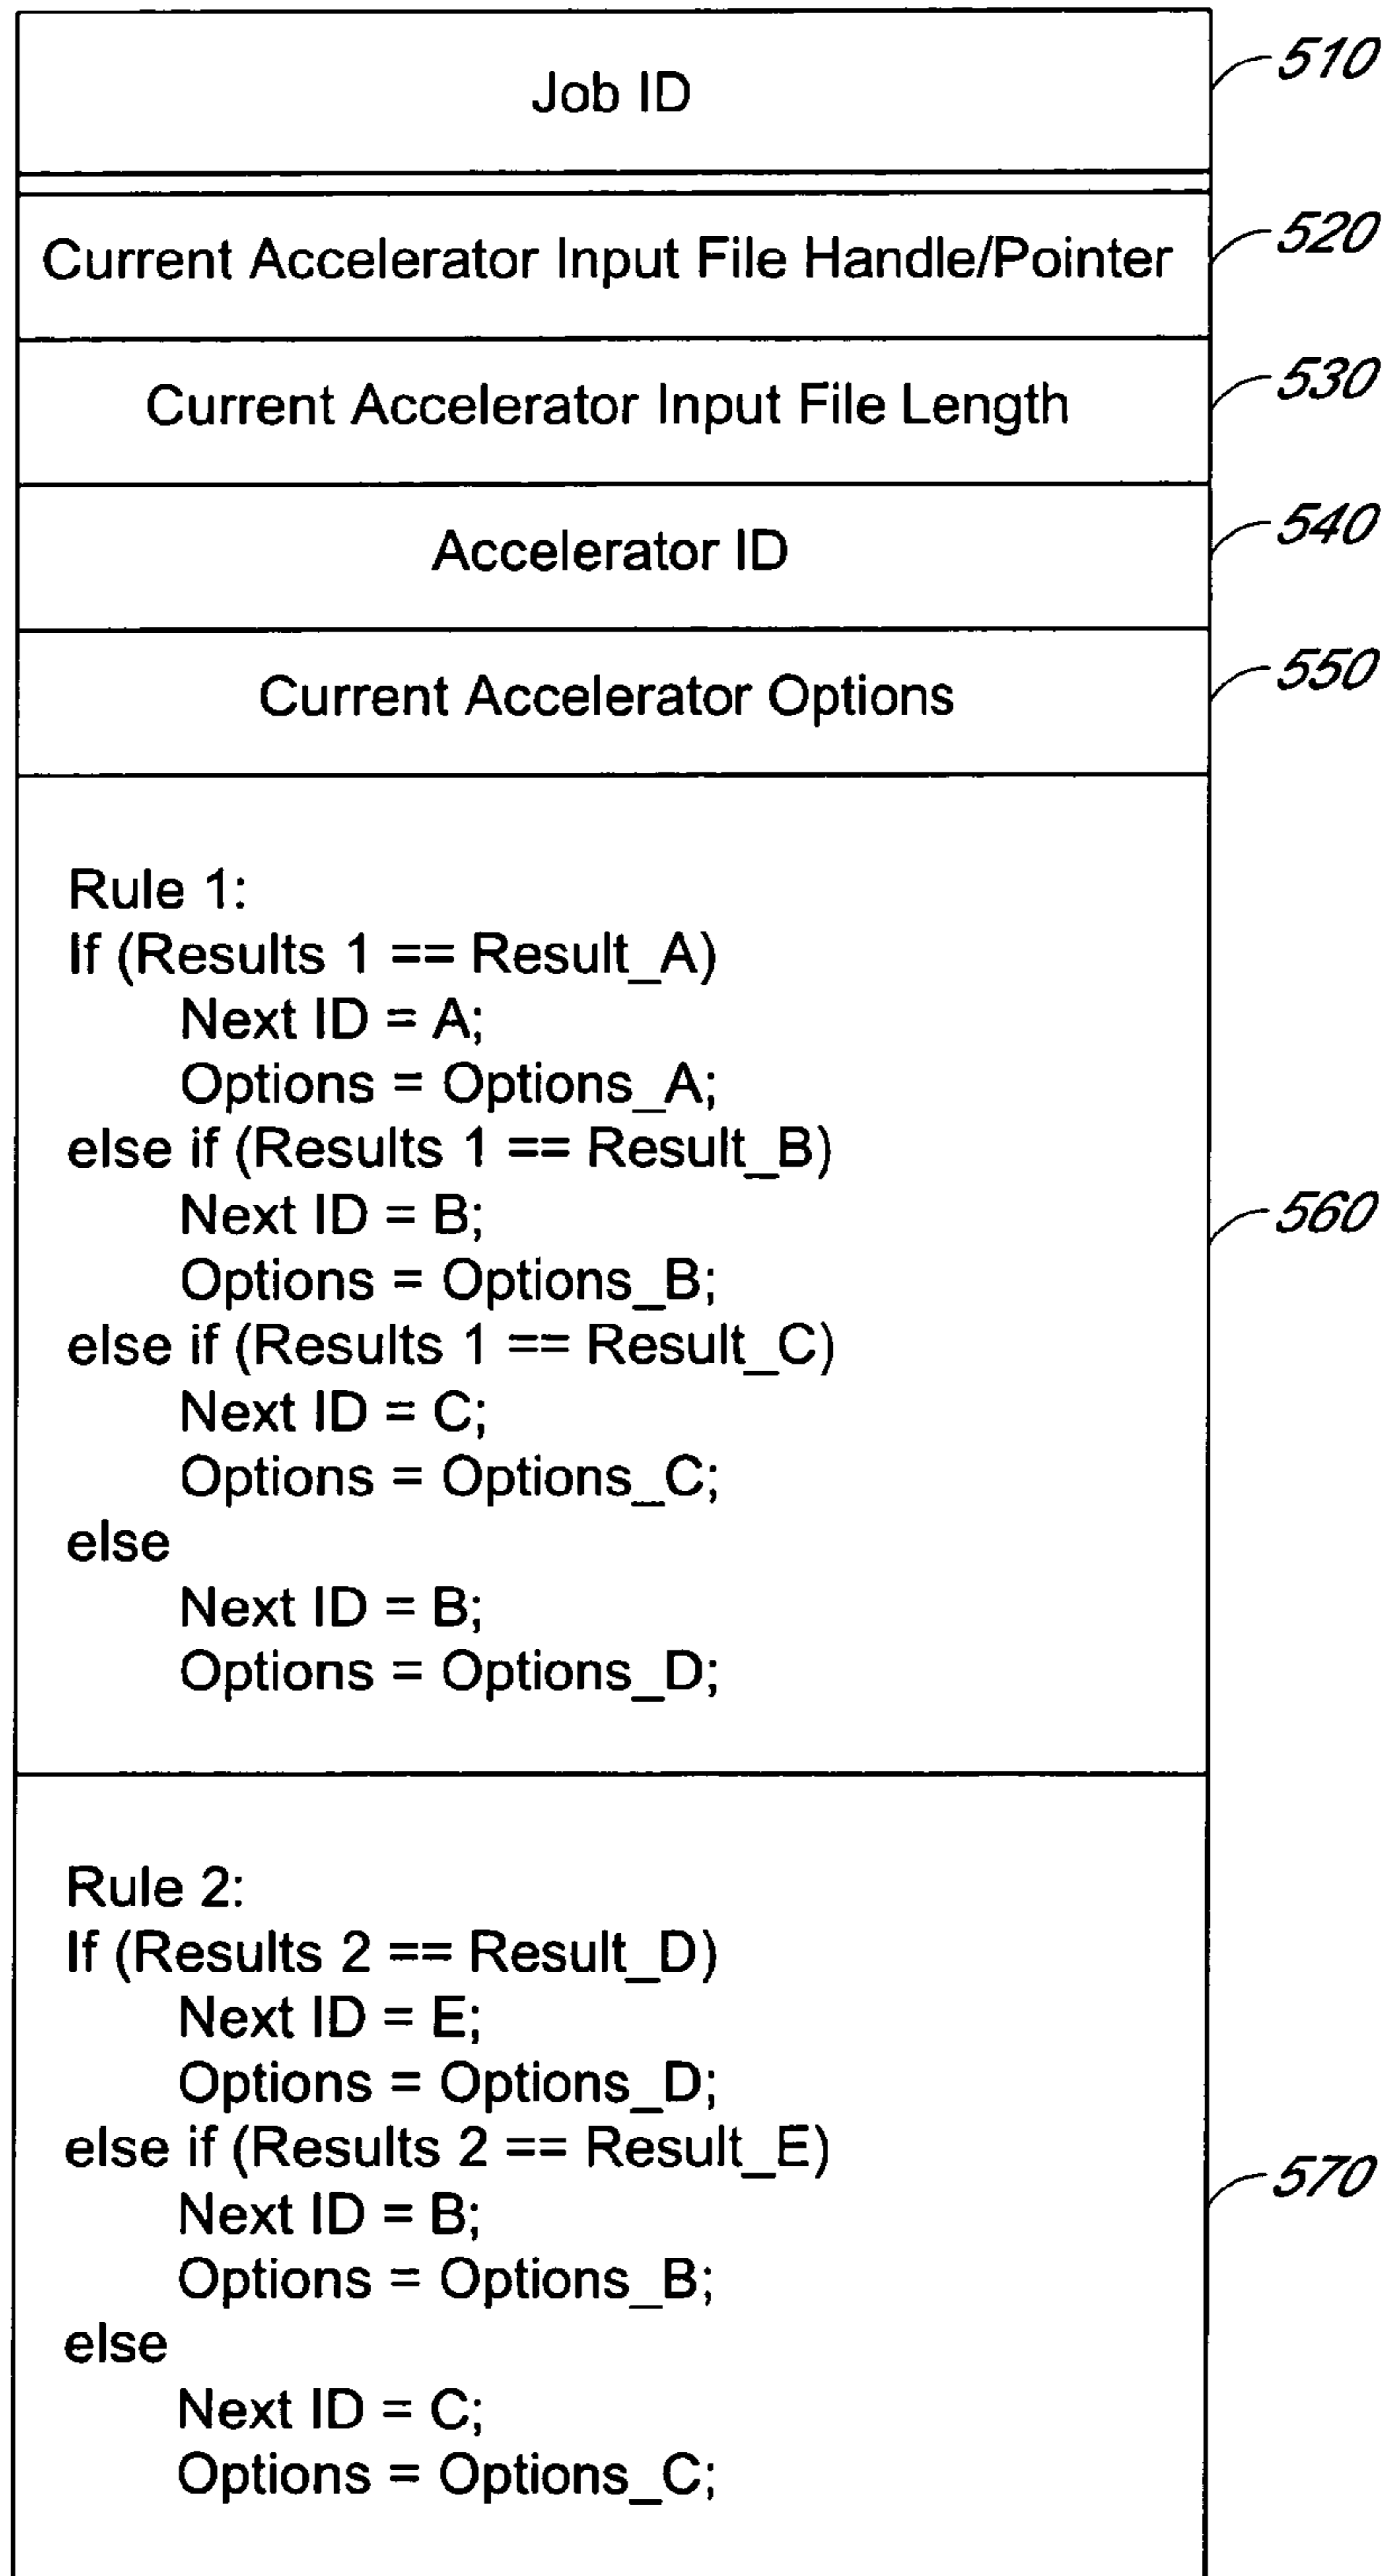 Job ID 510
Current Accelerator Input File Handle/Pointer 520
Current Accelerator Input File Length 530
Accelerator ID 540
Current Accelerator Options 550
Rule 1:
If (Results 1 == Result_A)
Next ID = A;
Options = Options_A;
else if (Results 1 == Result_B)
Next ID = B;
Options = Options_B;
else if (Results 1 == Result_C)
Next ID = C;
Options = Options_C;
else
Next ID = B;
Options = Options_D;
560
Rule 2:
If (Results 2 == Result_D)
Next ID = E;
Options = Options_D;
else if (Results 2 == Result_E)
Next ID = B;
Options = Options_B;
else
Next ID = C;
Options = Options_C;
570